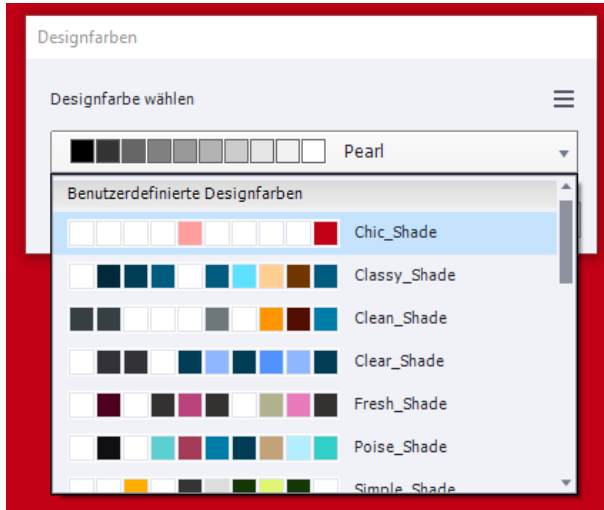 Designfarben
Designfarbe wählen
Pearl
Benutzerdefinierte Designfarben
Chic_Shade
Classy_Shade
Clean_Shade
Clear_Shade
Fresh_Shade
Poise_Shade
Simple_Shade